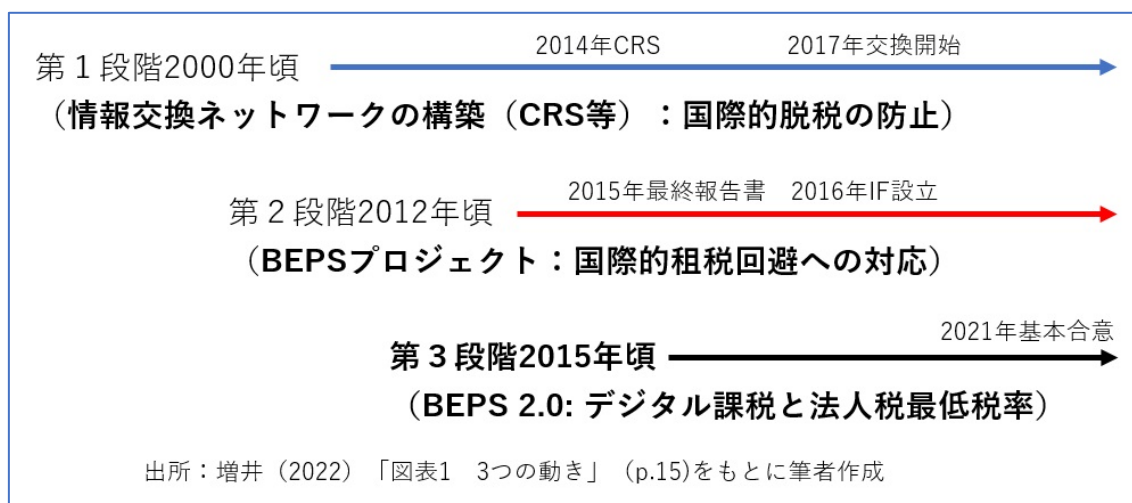 2014年CRS 2017年交換開始
第１段階2000年頃
（情報交換ネットワークの構築（CRS等）：国際的脱税の防止）
2015年最終報告書 2016年IF設立
第２段階2012年頃
（BEPSプロジェクト：国際的租税回避への対応）
2021年基本合意
第３段階2015年頃
（BEPS 2.0: デジタル課税と法人税最低税率）
出所：増井（2022）「図表1　3つの動き」（p.15)をもとに筆者作成